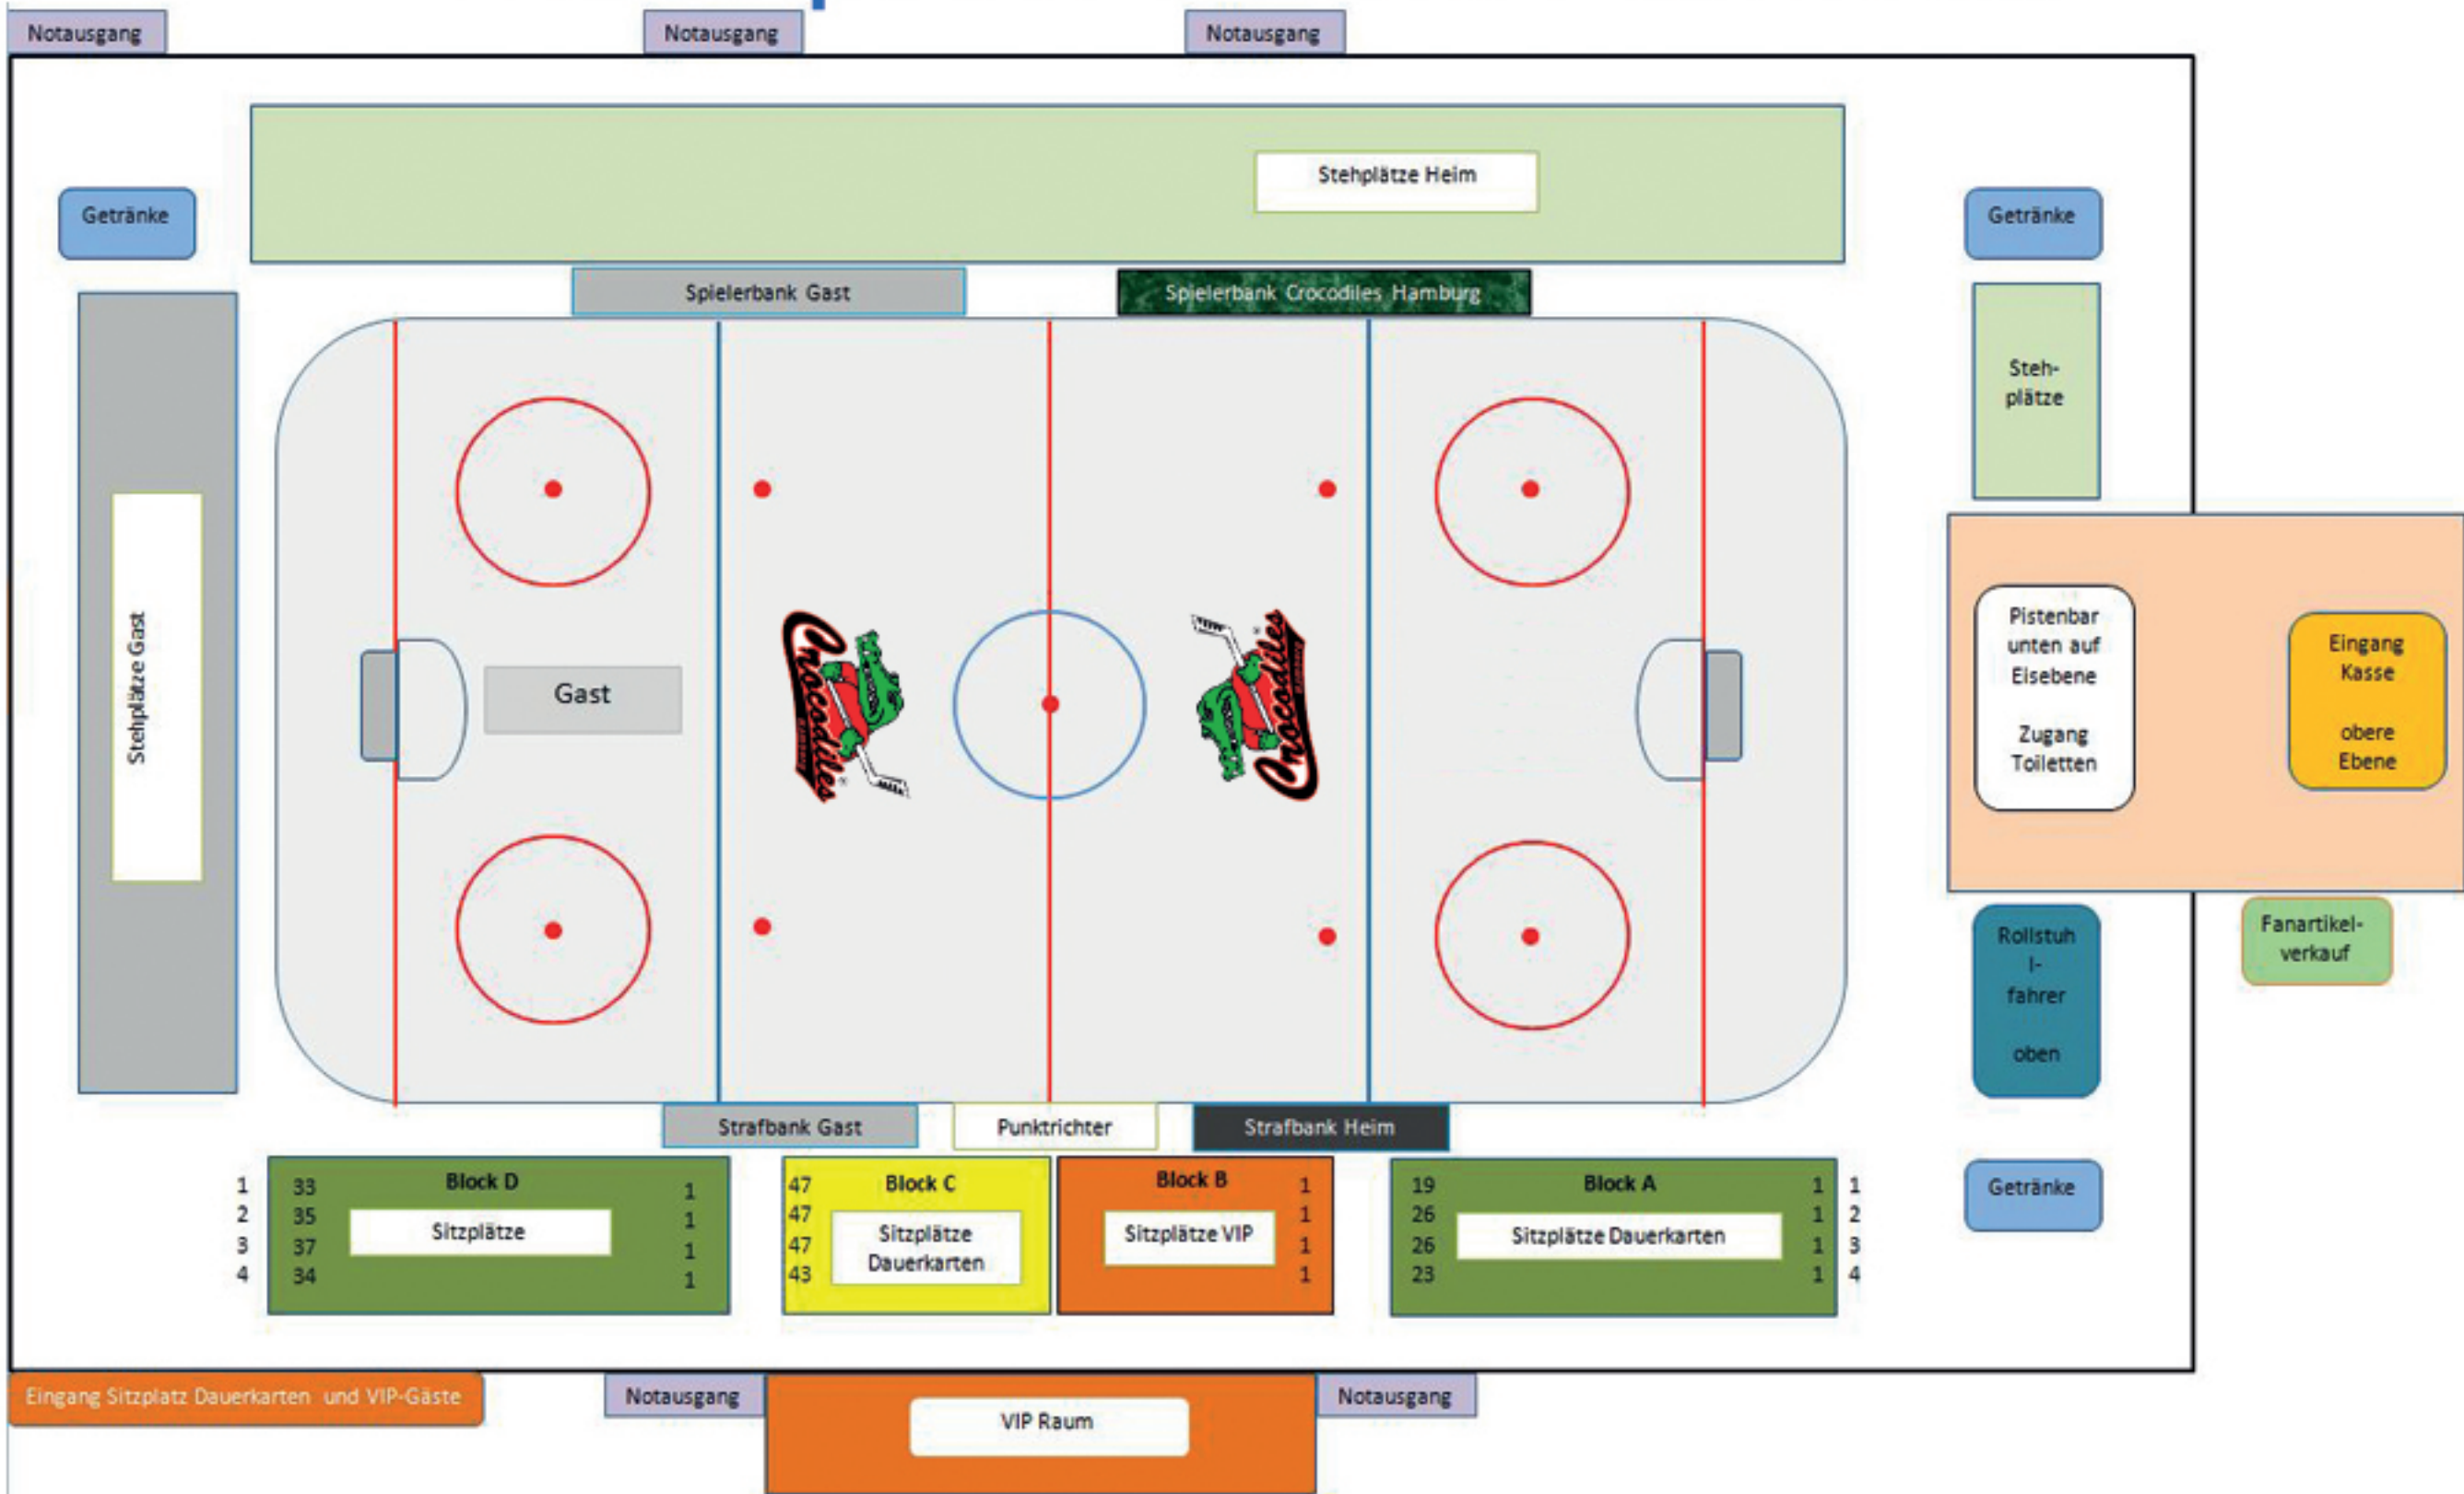 Notausgang
Notausgang
Notausgang
Stehplätze Heim
Getränke
Getränke
Spielerbank Gast
Spielerbank Crocodiles Hamburg
Steh-
plätze
Stehplätze Gast
Gast
Crocodiles
Crocodiles
Pistenbar
unten auf
Eisebene
Zugang
Toiletten
Eingang
Kasse
obere
Ebene
Rollstuh
l-
fahrer
oben
Fanartikel-
verkauf
Strafbank Gast
Punktrichter
Strafbank Heim
Block D
Sitzplätze
1 33 1
2 35 1
3 37 1
4 34 1
Block C
Sitzplätze
Dauerkarten
47
47
47
43
Block B
Sitzplätze VIP
1
1
1
1
Block A
Sitzplätze Dauerkarten
19 1 1
26 1 2
26 1 3
23 1 4
Getränke
Eingang Sitzplatz Dauerkarten und VIP-Gäste
Notausgang
VIP Raum
Notausgang